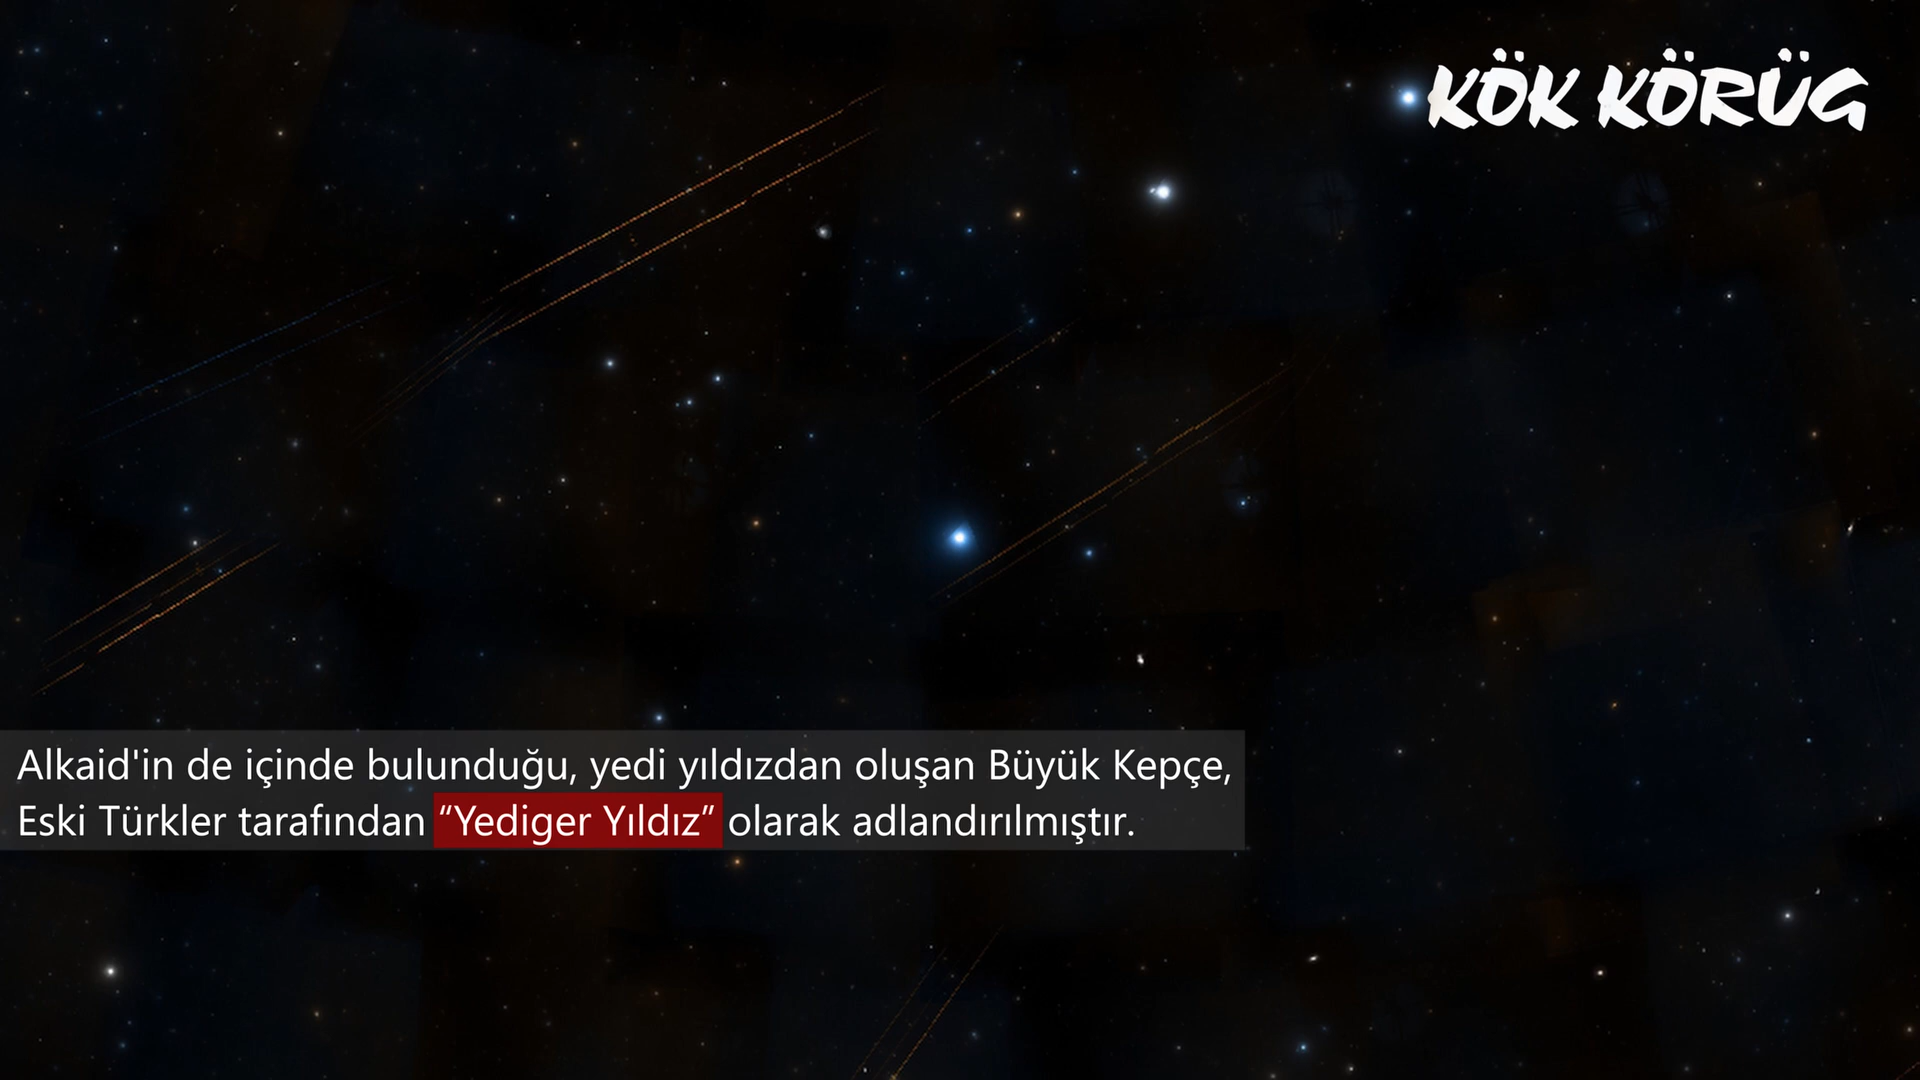 KÖK KÖRÜG
Alkaid'in de içinde bulunduğu, yedi yıldızdan oluşan Büyük Kepçe,
Eski Türkler tarafından “Yediger Yıldız” olarak adlandırılmıştır.